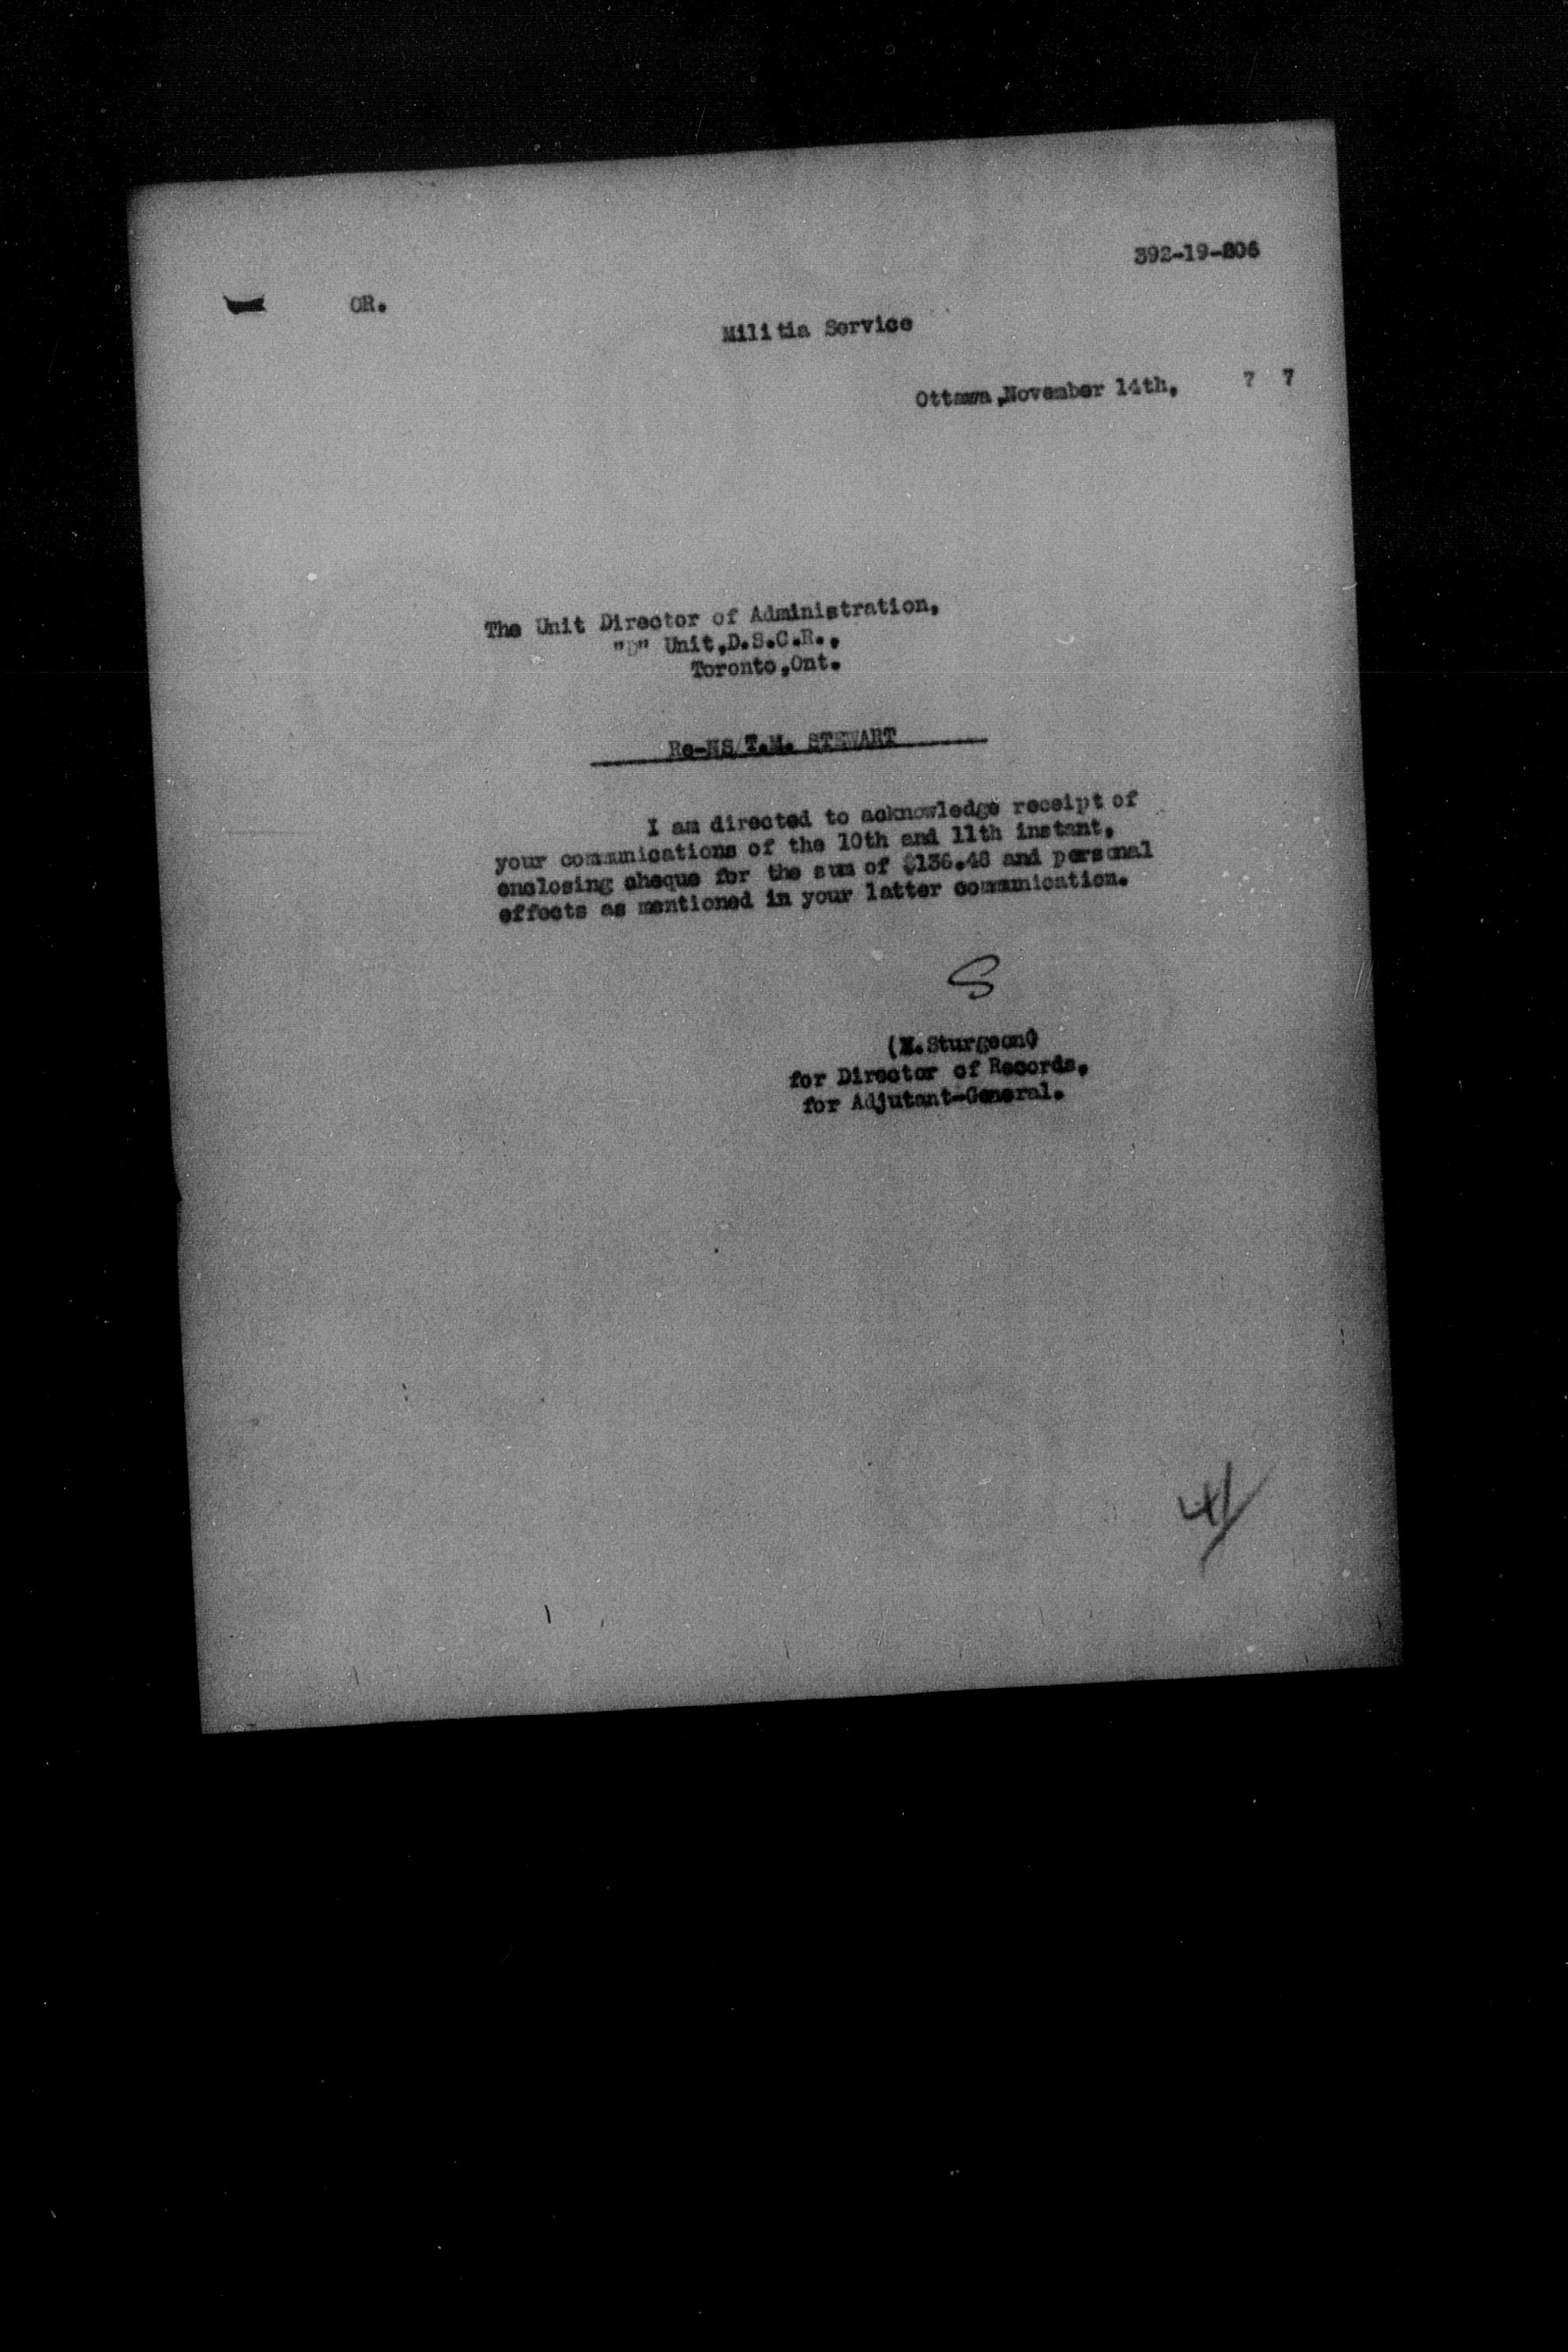 392-19-806
OR.
Militia Service
Ottawa,November 14th, 7 7
The Unit Director of Administration,
"D" Unit,D.S.C.R.,
Toronto,Ont.
Re-NS/T.M. STEWART
I am directed to acknowledge receipt of
your communications of the 10th and 11th instant,
enclosing cheque for the sum of $136.48 and personal
effects as mentioned in your latter communication.
S
Sturgeon)
for Director of Records,
for Adjutant-General.